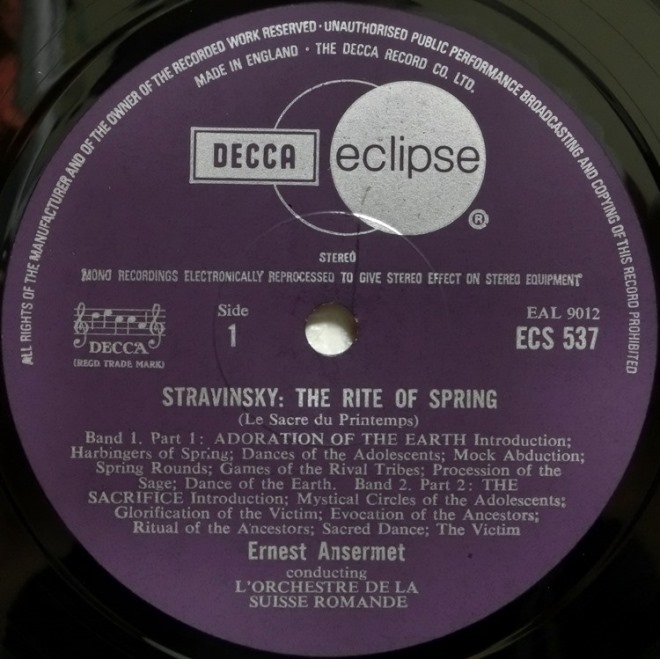 ALL RIGHTS OF THE MANUFACTURER AND OF THE OWNER OF THE RECORDED WORK RESERVED · UNAUTHORISED PUBLIC PERFORMANCE BROADCASTING AND COPYING OF THIS RECORD PROHIBITED
MADE IN ENGLAND · THE DECCA RECORD CO. LTD.
DECCA eclipse
®
STEREO
MONO RECORDINGS ELECTRONICALLY REPROCESSED TO GIVE STEREO EFFECT ON STEREO EQUIPMENT
DECCA
(REGD TRADE MARK)
Side
1
EAL 9012
ECS 537
STRAVINSKY: THE RITE OF SPRING
(Le Sacre du Printemps)
Band 1. Part 1: ADORATION OF THE EARTH Introduction;
Harbingers of Spring; Dances of the Adolescents; Mock Abduction;
Spring Rounds; Games of the Rival Tribes; Procession of the
Sage; Dance of the Earth. Band 2. Part 2: THE
SACRIFICE Introduction; Mystical Circles of the Adolescents;
Glorification of the Victim; Evocation of the Ancestors;
Ritual of the Ancestors; Sacred Dance; The Victim
Ernest Ansermet
conducting
L'ORCHESTRE DE LA
SUISSE ROMANDE